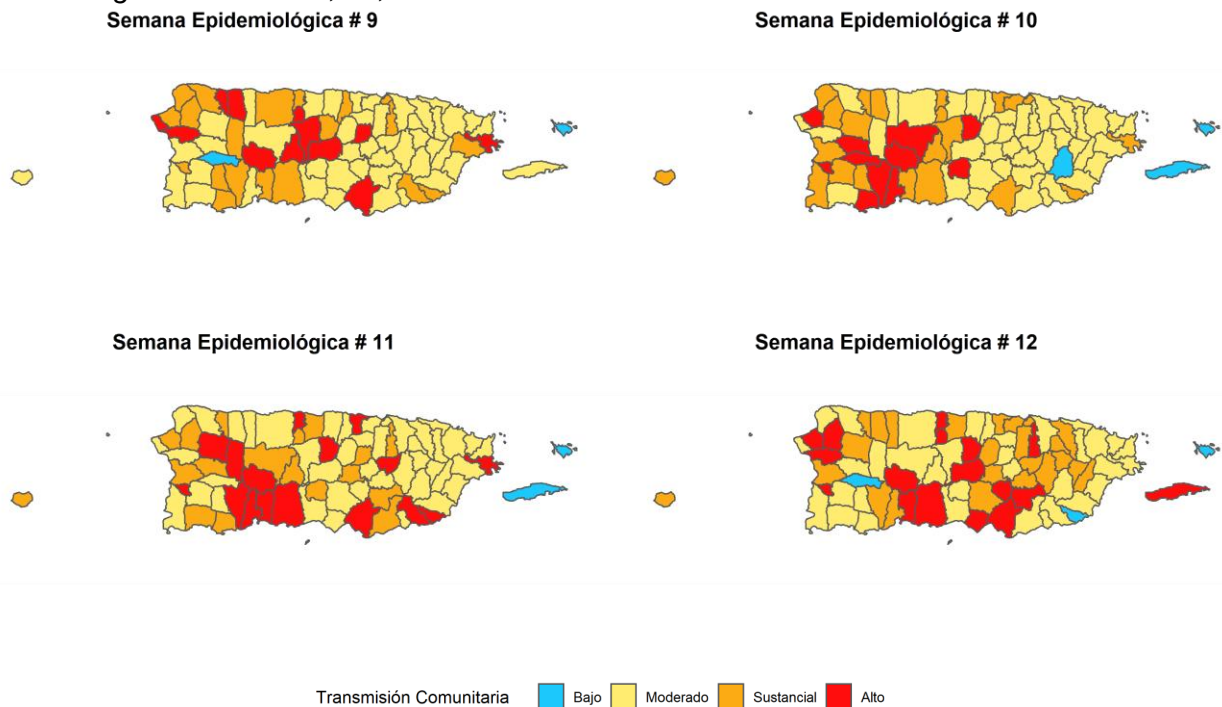 Semana Epidemiológica # 9
Semana Epidemiológica # 10
Semana Epidemiológica # 11
Semana Epidemiológica # 12
Transmisión Comunitaria Bajo Moderado Sustancial Alto